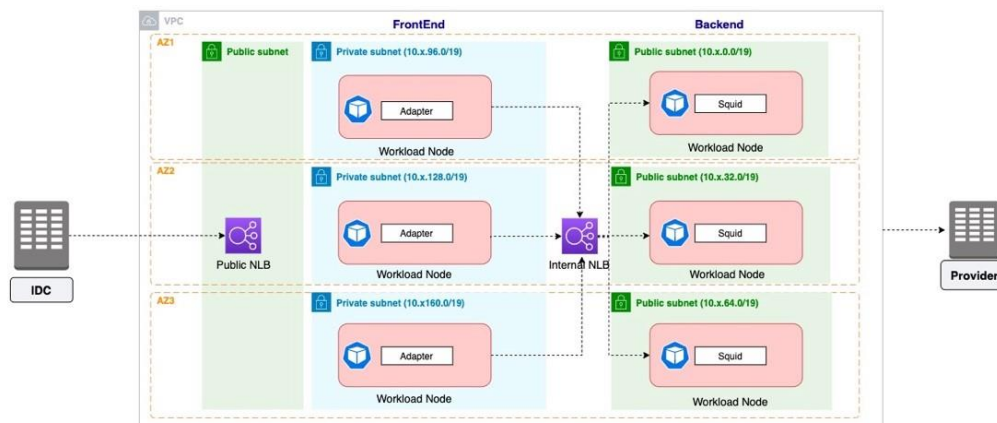 VPC
FrontEnd
Backend
AZ1
Public subnet
Private subnet (10.x.96.0/19)
Public subnet (10.x.0.0/19)
Adapter
Squid
Workload Node
Workload Node
AZ2
Private subnet (10.x.128.0/19)
Public subnet (10.x.32.0/19)
Adapter
Squid
IDC
Public NLB
Internal NLB
Provider
Workload Node
Workload Node
AZ3
Private subnet (10.x160.0/19)
Public subnet (10.x.64.0/19)
Adapter
Squid
Workload Node
Workload Node